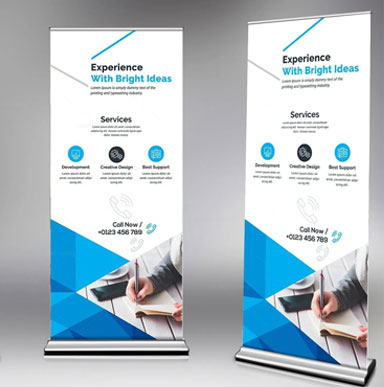 Experience
With Bright Ideas
Lorem Ipsum is simply dummy text of the
printing and typesetting industry.
Services
Development
Creative Design
Best Support
Call Now /
+0123 456 789
Experience
With Bright Ideas
Lorem Ipsum is simply dummy text of the
printing and typesetting industry.
Services
Development
Creative Design
Best Support
Call Now /
+0123 456 789